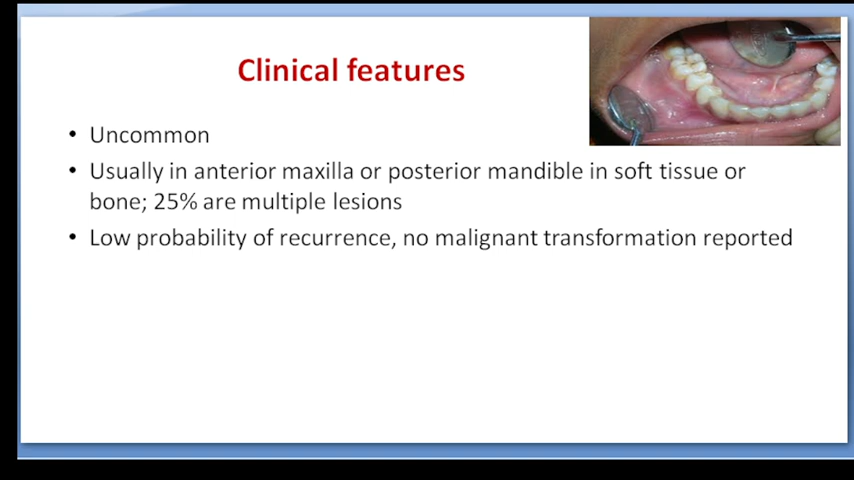 Clinical features
• Uncommon
• Usually in anterior maxilla or posterior mandible in soft tissue or
bone; 25% are multiple lesions
• Low probability of recurrence, no malignant transformation reported